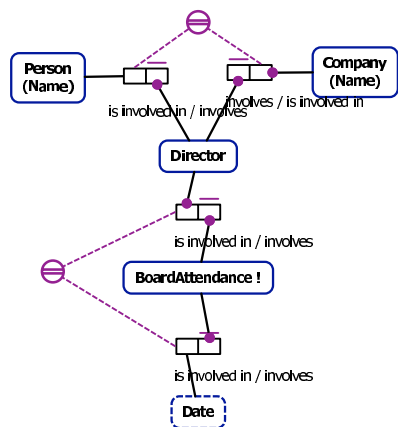 Person
(Name)
Company
(Name)
is involved in / involves
involves / is involved in
Director
is involved in / involves
BoardAttendance !
is involved in / involves
Date